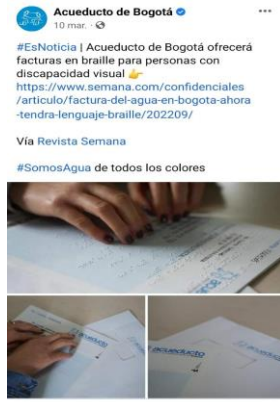 Acueducto de Bogotá
10 mar.
#EsNoticia | Acueducto de Bogotá ofrecerá
facturas en braille para personas con
discapacidad visual 👉
https://www.semana.com/confidenciales
/articulo/factura-del-agua-en-bogota-ahora
-tendra-lenguaje-braille/202209/
Vía Revista Semana
#SomosAgua de todos los colores
acueducto
acueducto